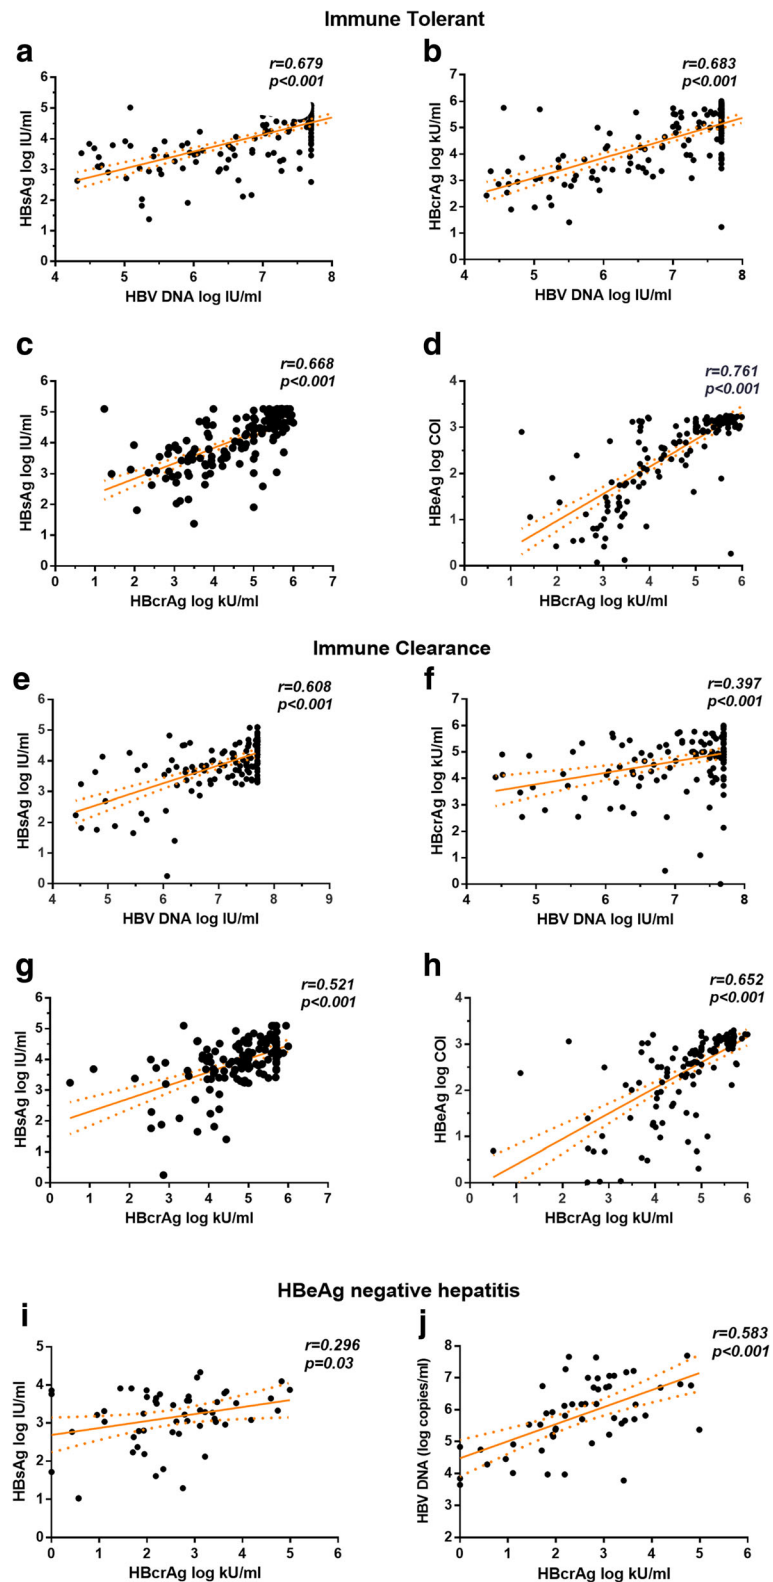 Immune Tolerant
a
r=0.679
p<0.001
HBsAg log IU/ml
6
5
4
3
2
1
0
4 5 6 7 8
HBV DNA log IU/ml
b
r=0.683
p<0.001
HBcrAg log kU/ml
7
6
5
4
3
2
1
0
4 5 6 7 8
HBV DNA log IU/ml
c
r=0.668
p<0.001
HBsAg log IU/ml
6
5
4
3
2
1
0
0 1 2 3 4 5 6 7
HBcrAg log kU/ml
d
r=0.761
p<0.001
HBeAg log COI
4
3
2
1
0
0 1 2 3 4 5 6
HBcrAg log kU/ml
Immune Clearance
e
r=0.608
p<0.001
HBsAg log IU/ml
6
5
4
3
2
1
0
4 5 6 7 8 9
HBV DNA log IU/ml
f
r=0.397
p<0.001
HBcrAg log kU/ml
7
6
5
4
3
2
1
0
4 5 6 7 8
HBV DNA log IU/ml
g
r=0.521
p<0.001
HBsAg log IU/ml
6
5
4
3
2
1
0
0 1 2 3 4 5 6 7
HBcrAg log kU/ml
h
r=0.652
p<0.001
HBeAg log COI
4
3
2
1
0
0 1 2 3 4 5 6
HBcrAg log kU/ml
HBeAg negative hepatitis
i
r=0.296
p=0.03
HBsAg log IU/ml
5
4
3
2
1
0
0 1 2 3 4 5 6
HBcrAg log kU/ml
j
r=0.583
p<0.001
HBV DNA (log copies/ml)
8
7
6
5
4
3
2
0 1 2 3 4 5 6
HBcrAg log kU/ml